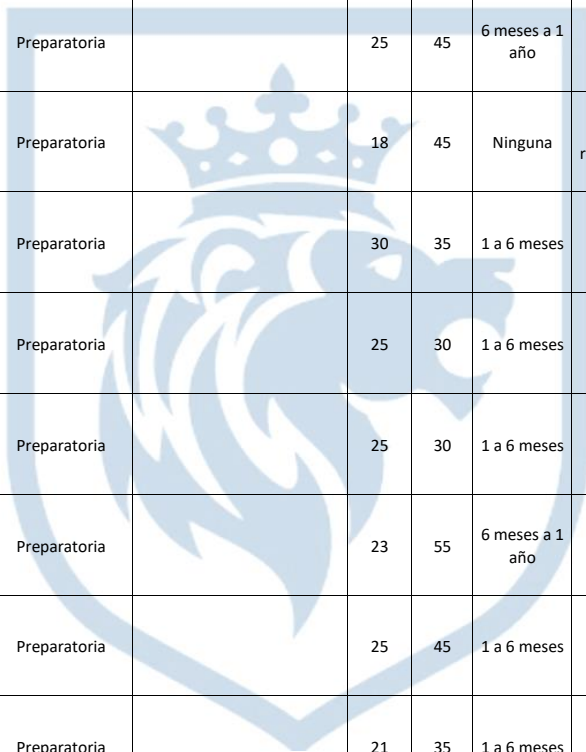 Preparatoria 25 45 6 meses a 1
año
Preparatoria 18 45 Ninguna
r
Preparatoria 30 35 1 a 6 meses
Preparatoria 25 30 1 a 6 meses
Preparatoria 25 30 1 a 6 meses
Preparatoria 23 55 6 meses a 1
año
Preparatoria 25 45 1 a 6 meses
Preparatoria 21 35 1 a 6 meses